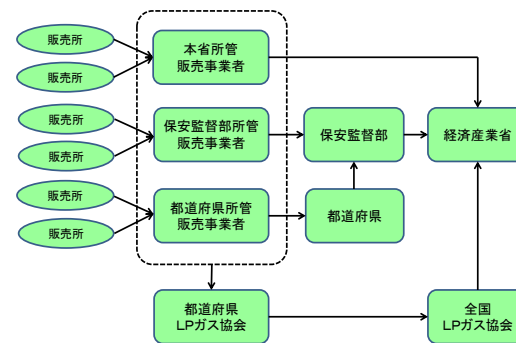 販売所
販売所
本省所管
販売事業者
販売所
販売所
保安監督部所管
販売事業者
保安監督部
経済産業省
販売所
販売所
都道府県所管
販売事業者
都道府県
都道府県
LPガス協会
全国
LPガス協会